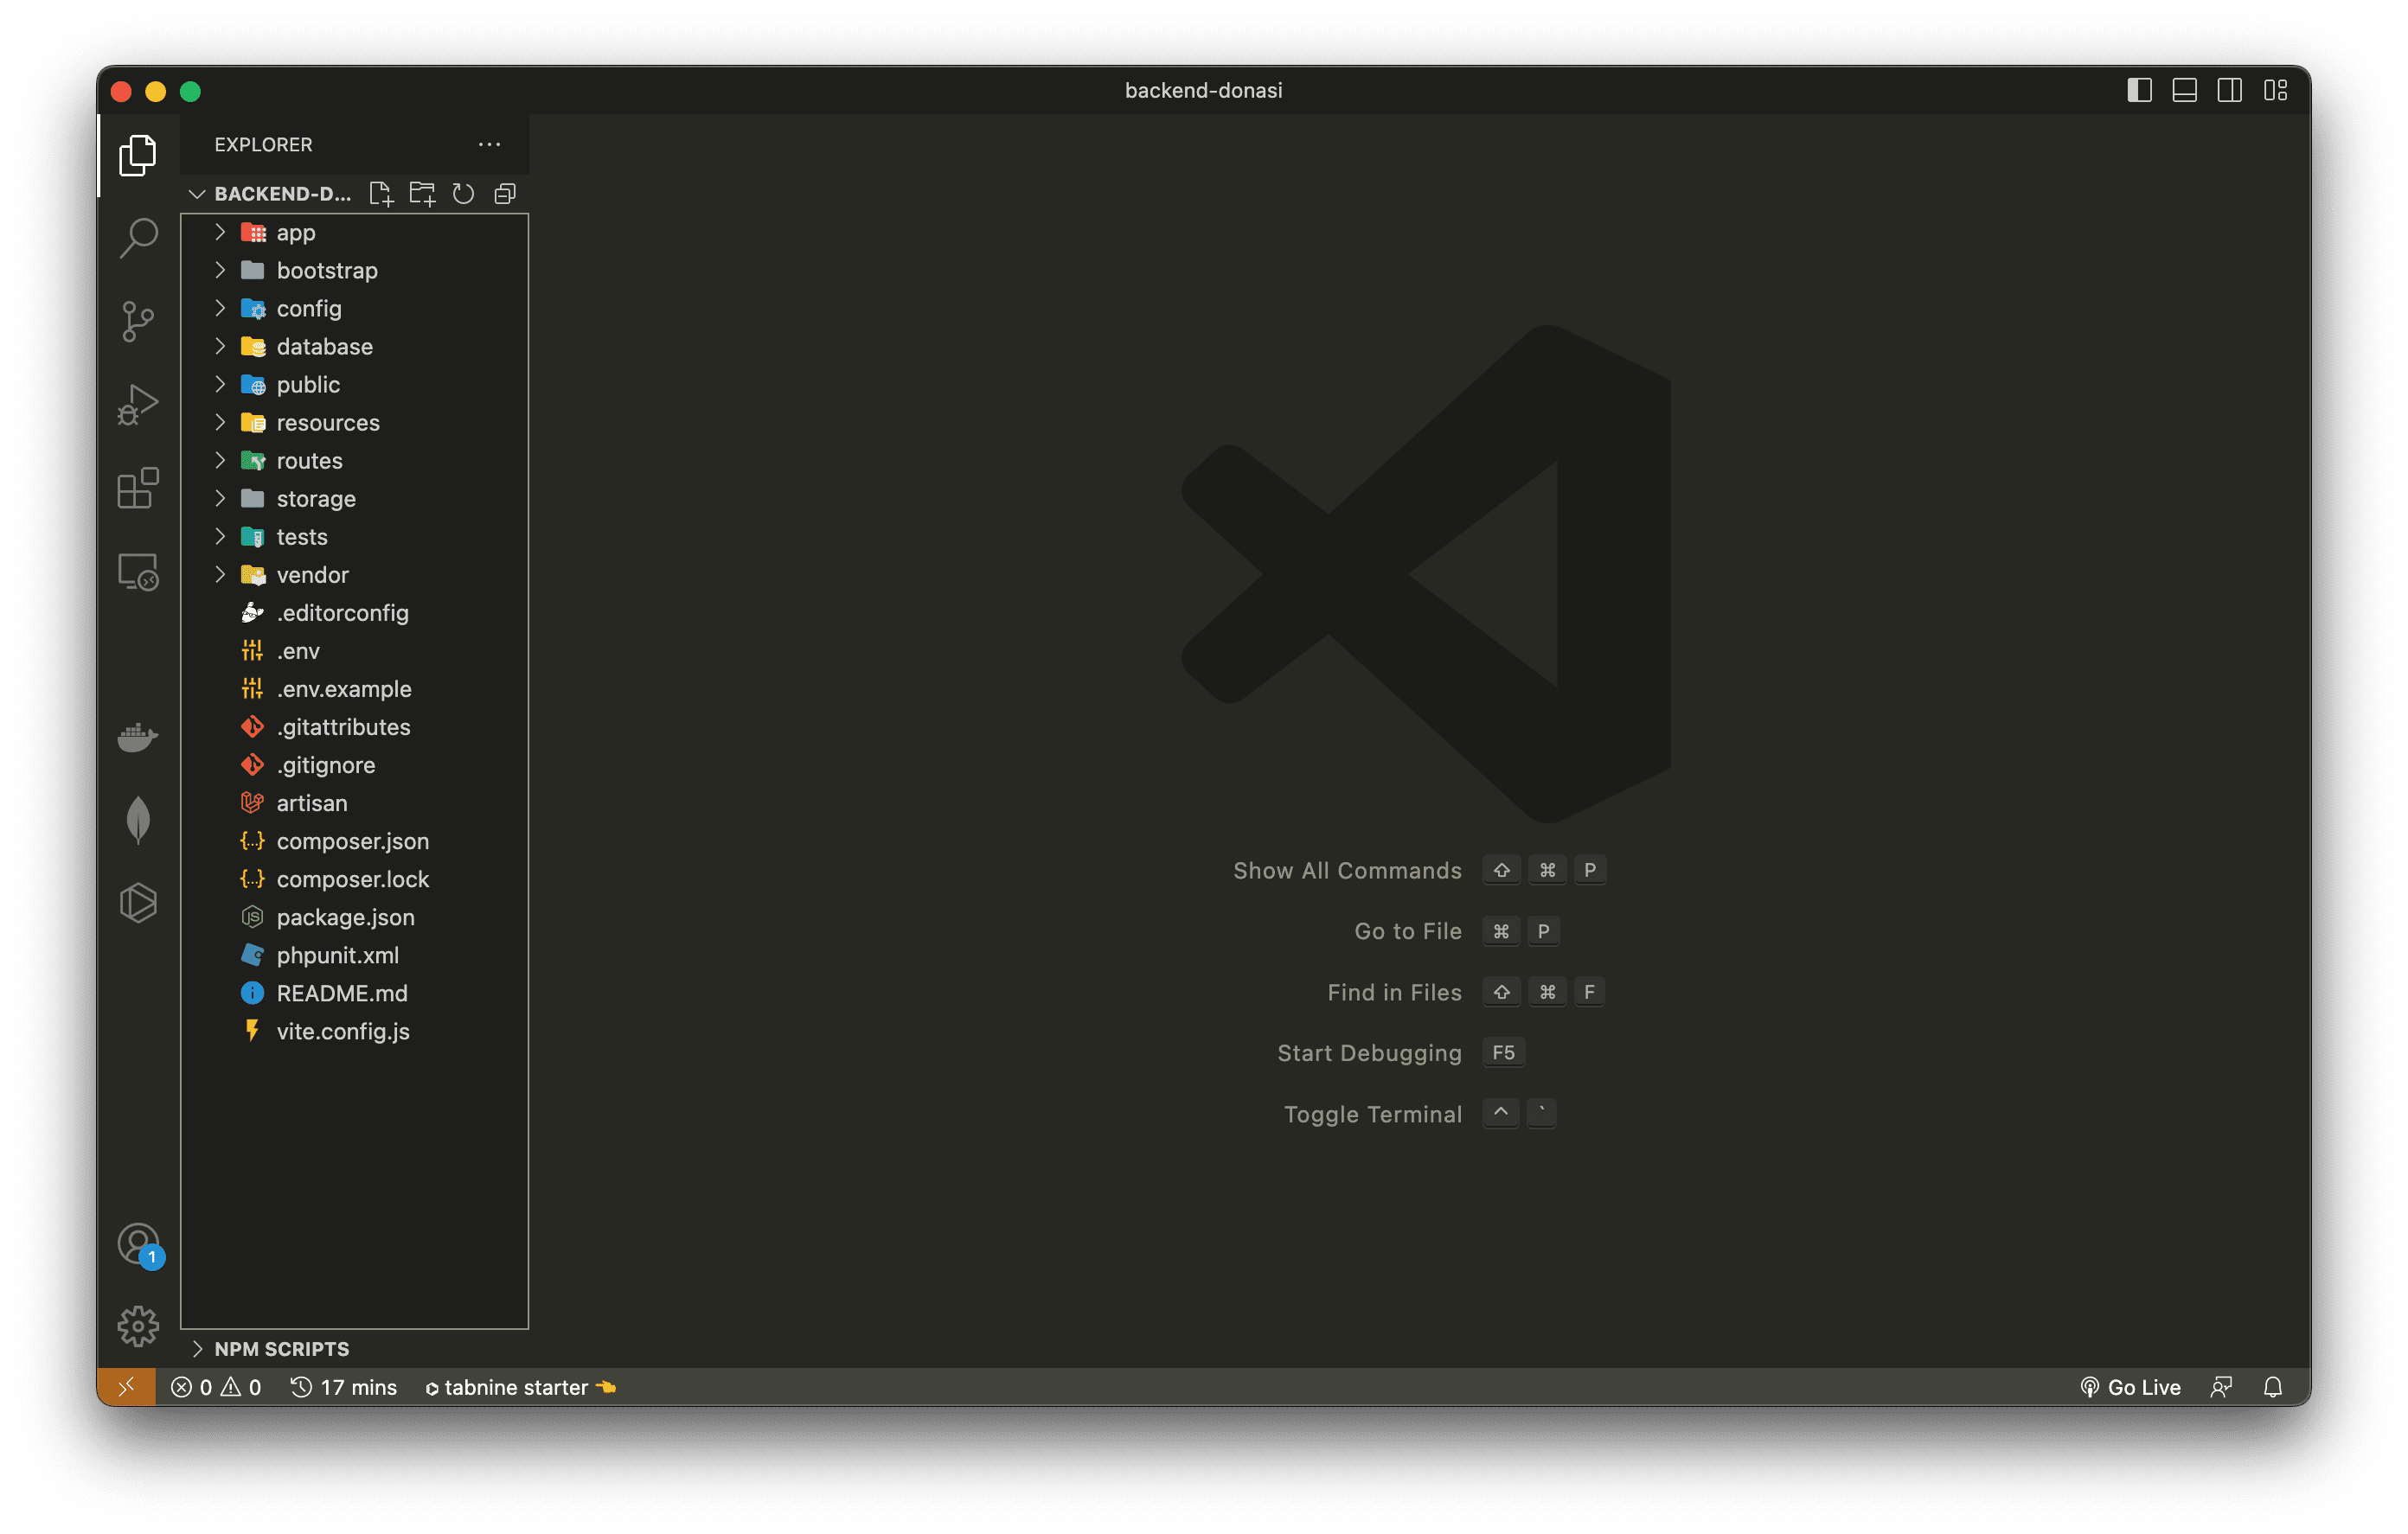 backend-donasi
EXPLORER
BACKEND-D...
app
bootstrap
config
database
public
resources
routes
storage
tests
vendor
.editorconfig
.env
.env.example
.gitattributes
.gitignore
artisan
{..} composer.json
{..} composer.lock
JS package.json
phpunit.xml
i README.md
vite.config.js
NPM SCRIPTS
Show All Commands ⇧ ⌘ P
Go to File ⌘ P
Find in Files ⇧ ⌘ F
Start Debugging F5
Toggle Terminal ^ `
1
0 0 17 mins tabnine starter Go Live